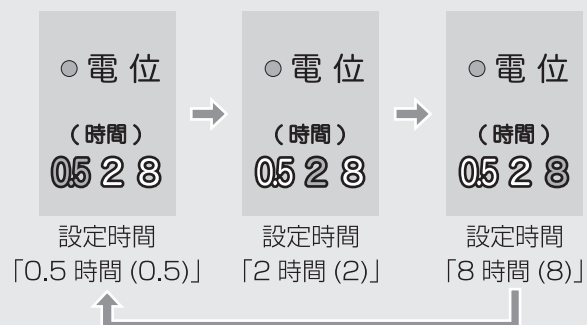 電位
(時間)
0.5 2 8
設定時間
「0.5 時間 (0.5)」
電位
(時間)
0.5 2 8
設定時間
「2 時間 (2)」
電位
(時間)
0.5 2 8
設定時間
「8 時間 (8)」